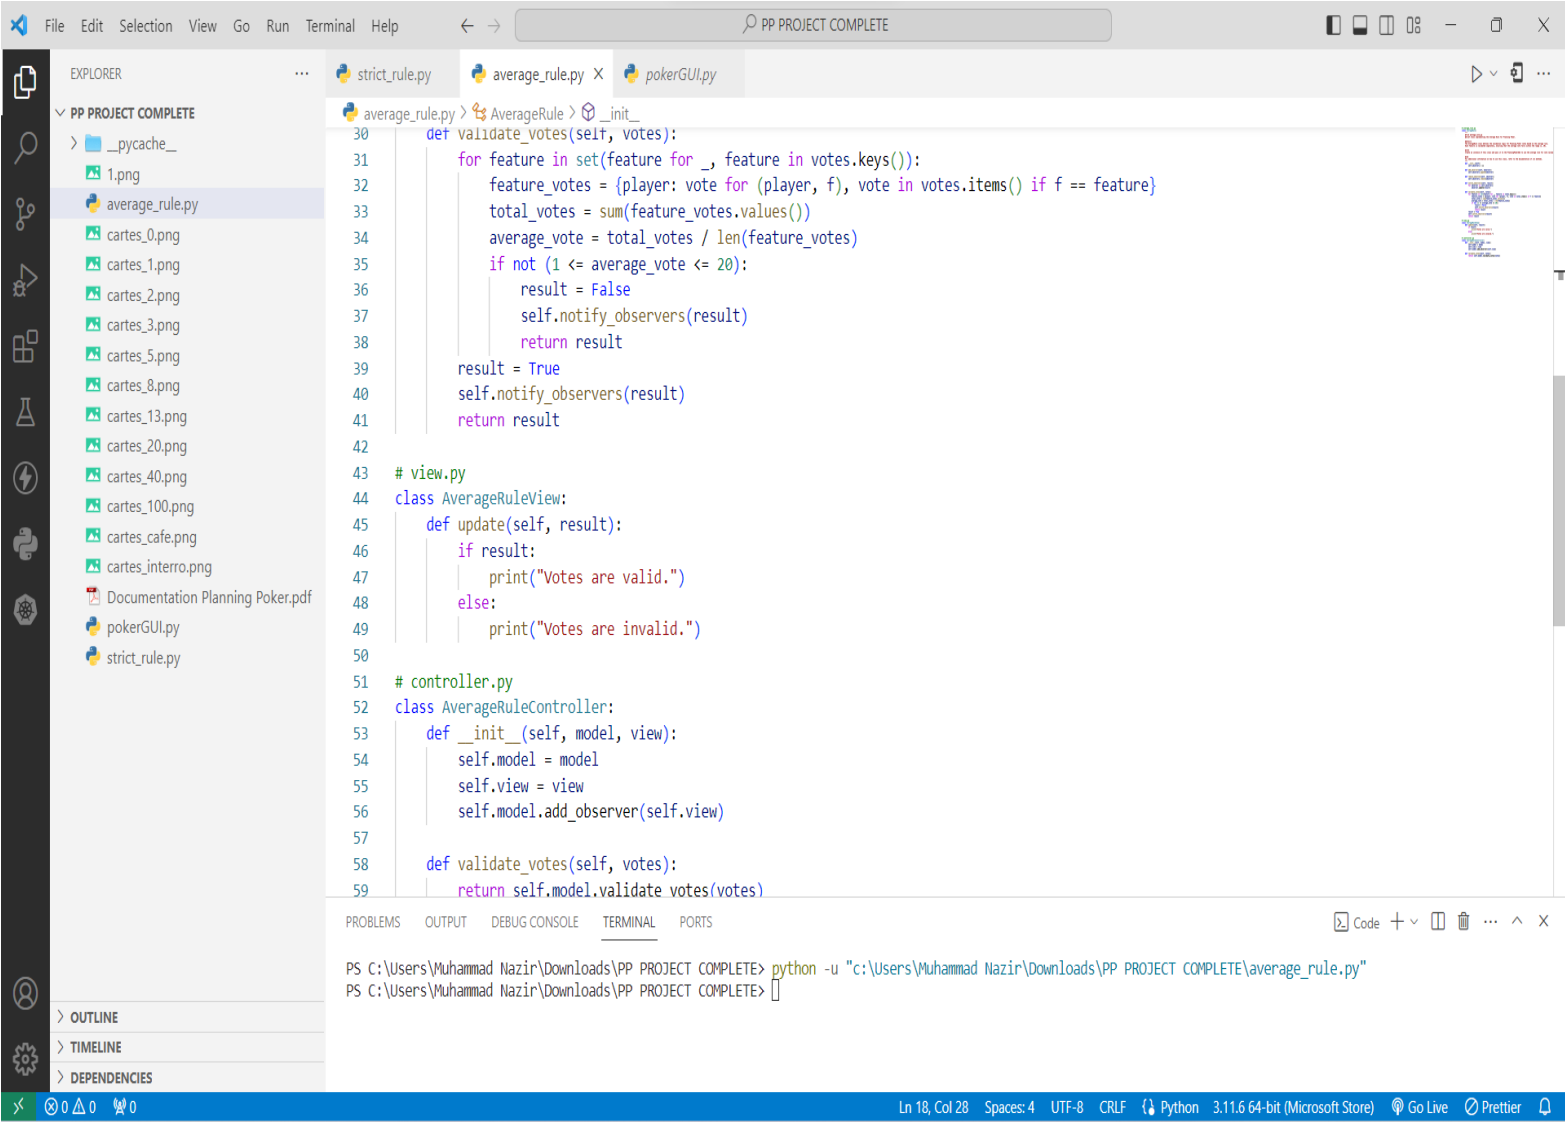 File Edit Selection View Go Run Terminal Help
PP PROJECT COMPLETE
EXPLORER
PP PROJECT COMPLETE
__pycache__
1.png
average_rule.py
cartes_0.png
cartes_1.png
cartes_2.png
cartes_3.png
cartes_5.png
cartes_8.png
cartes_13.png
cartes_20.png
cartes_40.png
cartes_100.png
cartes_cafe.png
cartes_interro.png
Documentation Planning Poker.pdf
pokerGUI.py
strict_rule.py
OUTLINE
TIMELINE
DEPENDENCIES
strict_rule.py average_rule.py pokerGUI.py
average_rule.py > AverageRule > __init__
30 def validate_votes(self, votes):
31 for feature in set(feature for _, feature in votes.keys()):
32 feature_votes = {player: vote for (player, f), vote in votes.items() if f == feature}
33 total_votes = sum(feature_votes.values())
34 average_vote = total_votes / len(feature_votes)
35 if not (1 <= average_vote <= 20):
36 result = False
37 self.notify_observers(result)
38 return result
39 result = True
40 self.notify_observers(result)
41 return result
42
43 # view.py
44 class AverageRuleView:
45 def update(self, result):
46 if result:
47 print("Votes are valid.")
48 else:
49 print("Votes are invalid.")
50
51 # controller.py
52 class AverageRuleController:
53 def __init__(self, model, view):
54 self.model = model
55 self.view = view
56 self.model.add_observer(self.view)
57
58 def validate_votes(self, votes):
59 return self.model.validate_votes(votes)
PROBLEMS OUTPUT DEBUG CONSOLE TERMINAL PORTS
Code
PS C:\Users\Muhammad Nazir\Downloads\PP PROJECT COMPLETE> python -u "c:\Users\Muhammad Nazir\Downloads\PP PROJECT COMPLETE\average_rule.py"
PS C:\Users\Muhammad Nazir\Downloads\PP PROJECT COMPLETE>
0 0 0 Ln 18, Col 28 Spaces: 4 UTF-8 CRLF Python 3.11.6 64-bit (Microsoft Store) Go Live Prettier